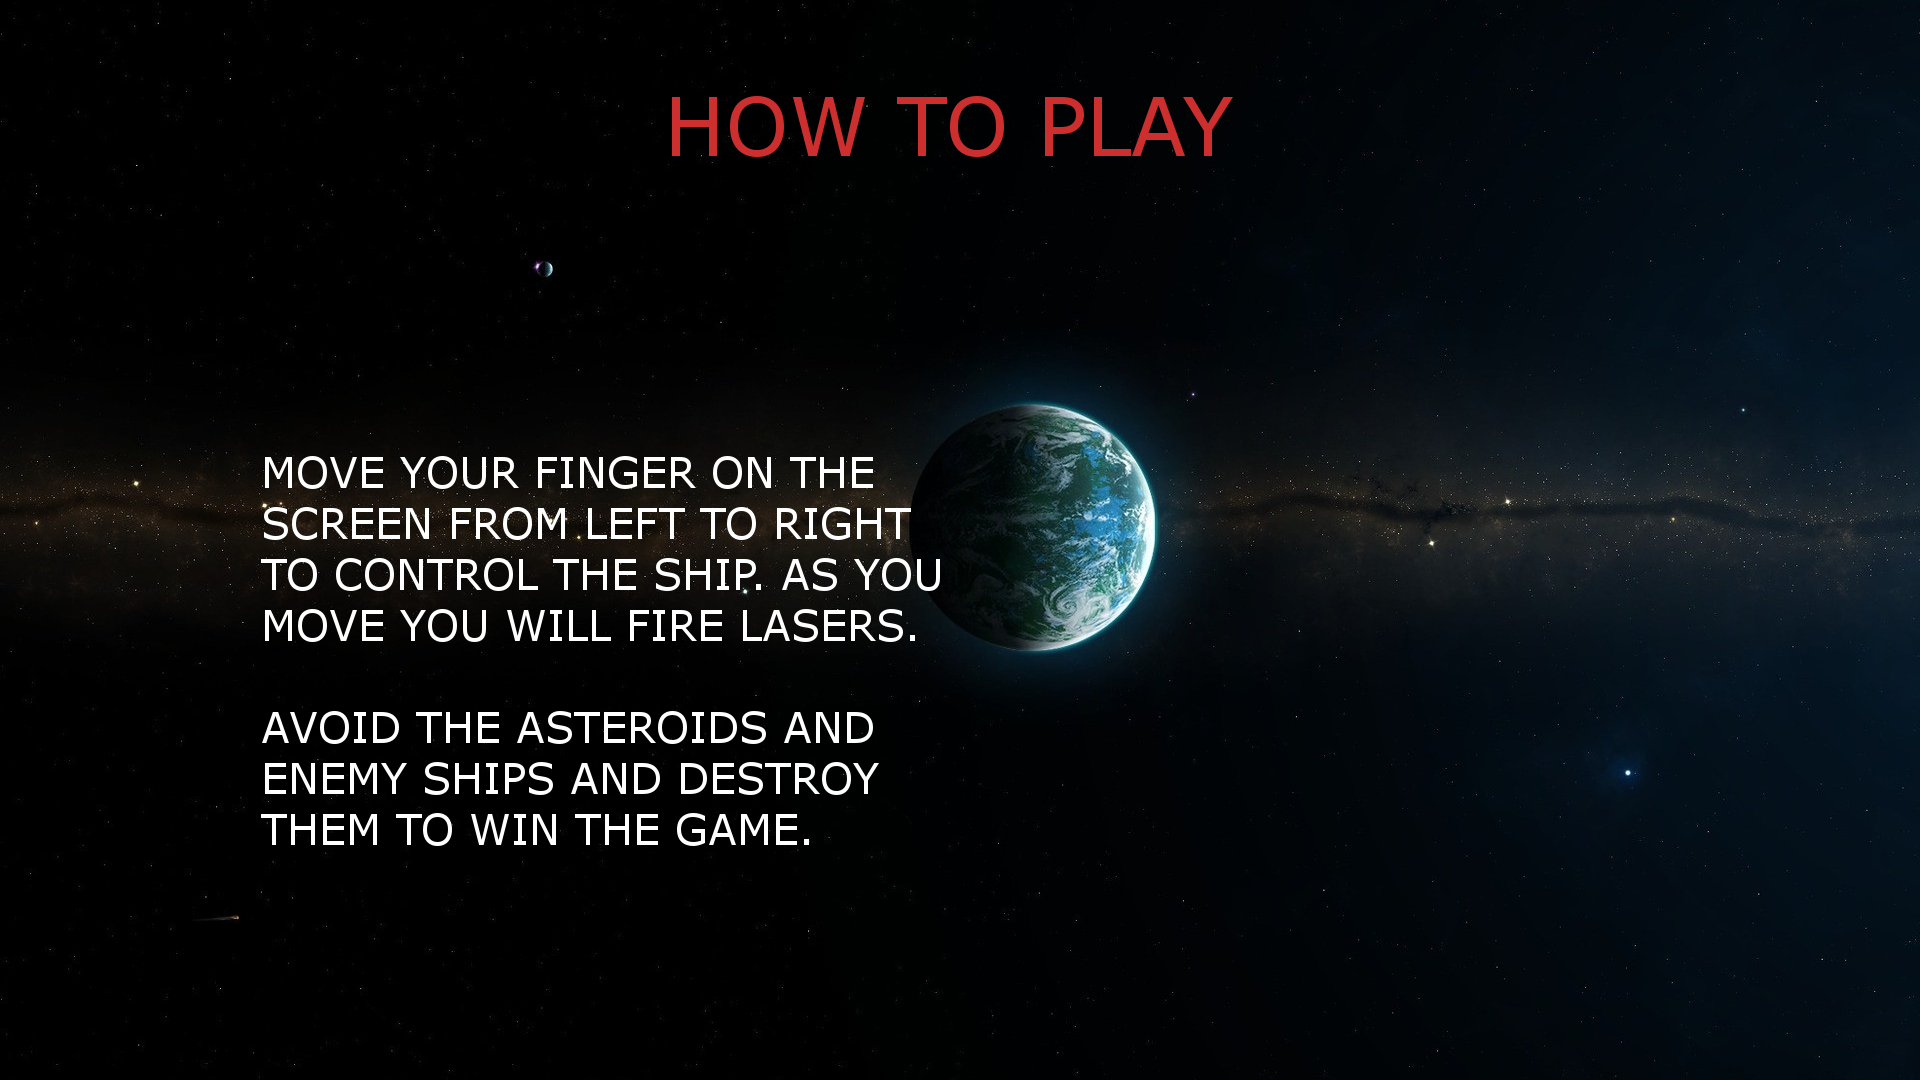 HOW TO PLAY
MOVE YOUR FINGER ON THE
SCREEN FROM LEFT TO RIGHT
TO CONTROL THE SHIP. AS YOU
MOVE YOU WILL FIRE LASERS.
AVOID THE ASTEROIDS AND
ENEMY SHIPS AND DESTROY
THEM TO WIN THE GAME.